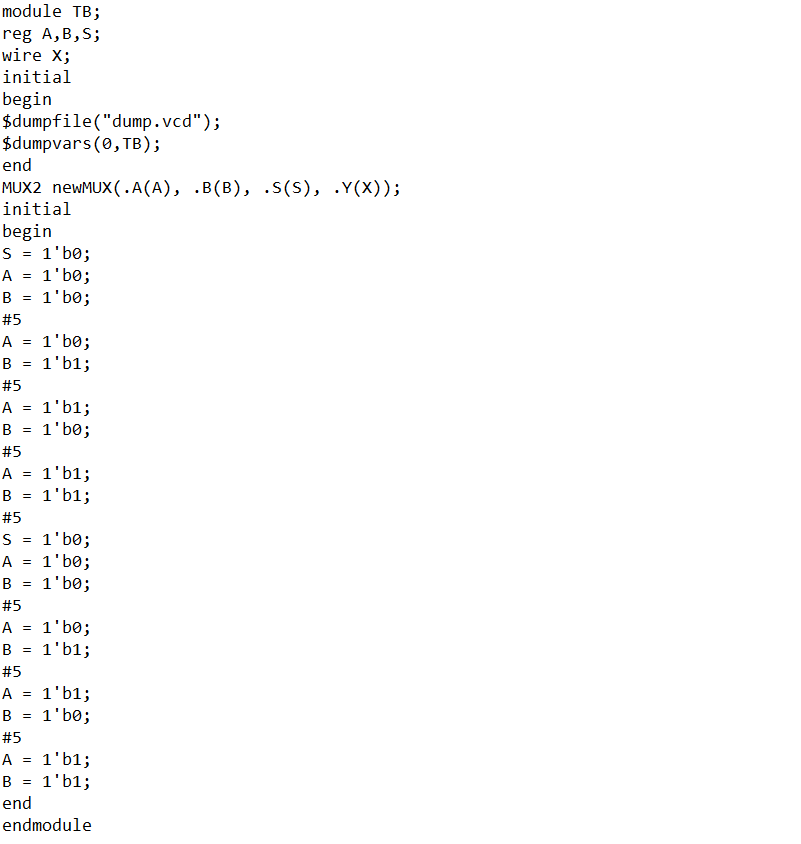 module TB;
reg A,B,S;
wire X;
initial
begin
$dumpfile("dump.vcd");
$dumpvars(0,TB);
end
MUX2 newMUX(.A(A), .B(B), .S(S), .Y(X));
initial
begin
S = 1'b0;
A = 1'b0;
B = 1'b0;
#5
A = 1'b0;
B = 1'b1;
#5
A = 1'b1;
B = 1'b0;
#5
A = 1'b1;
B = 1'b1;
#5
S = 1'b0;
A = 1'b0;
B = 1'b0;
#5
A = 1'b0;
B = 1'b1;
#5
A = 1'b1;
B = 1'b0;
#5
A = 1'b1;
B = 1'b1;
end
endmodule